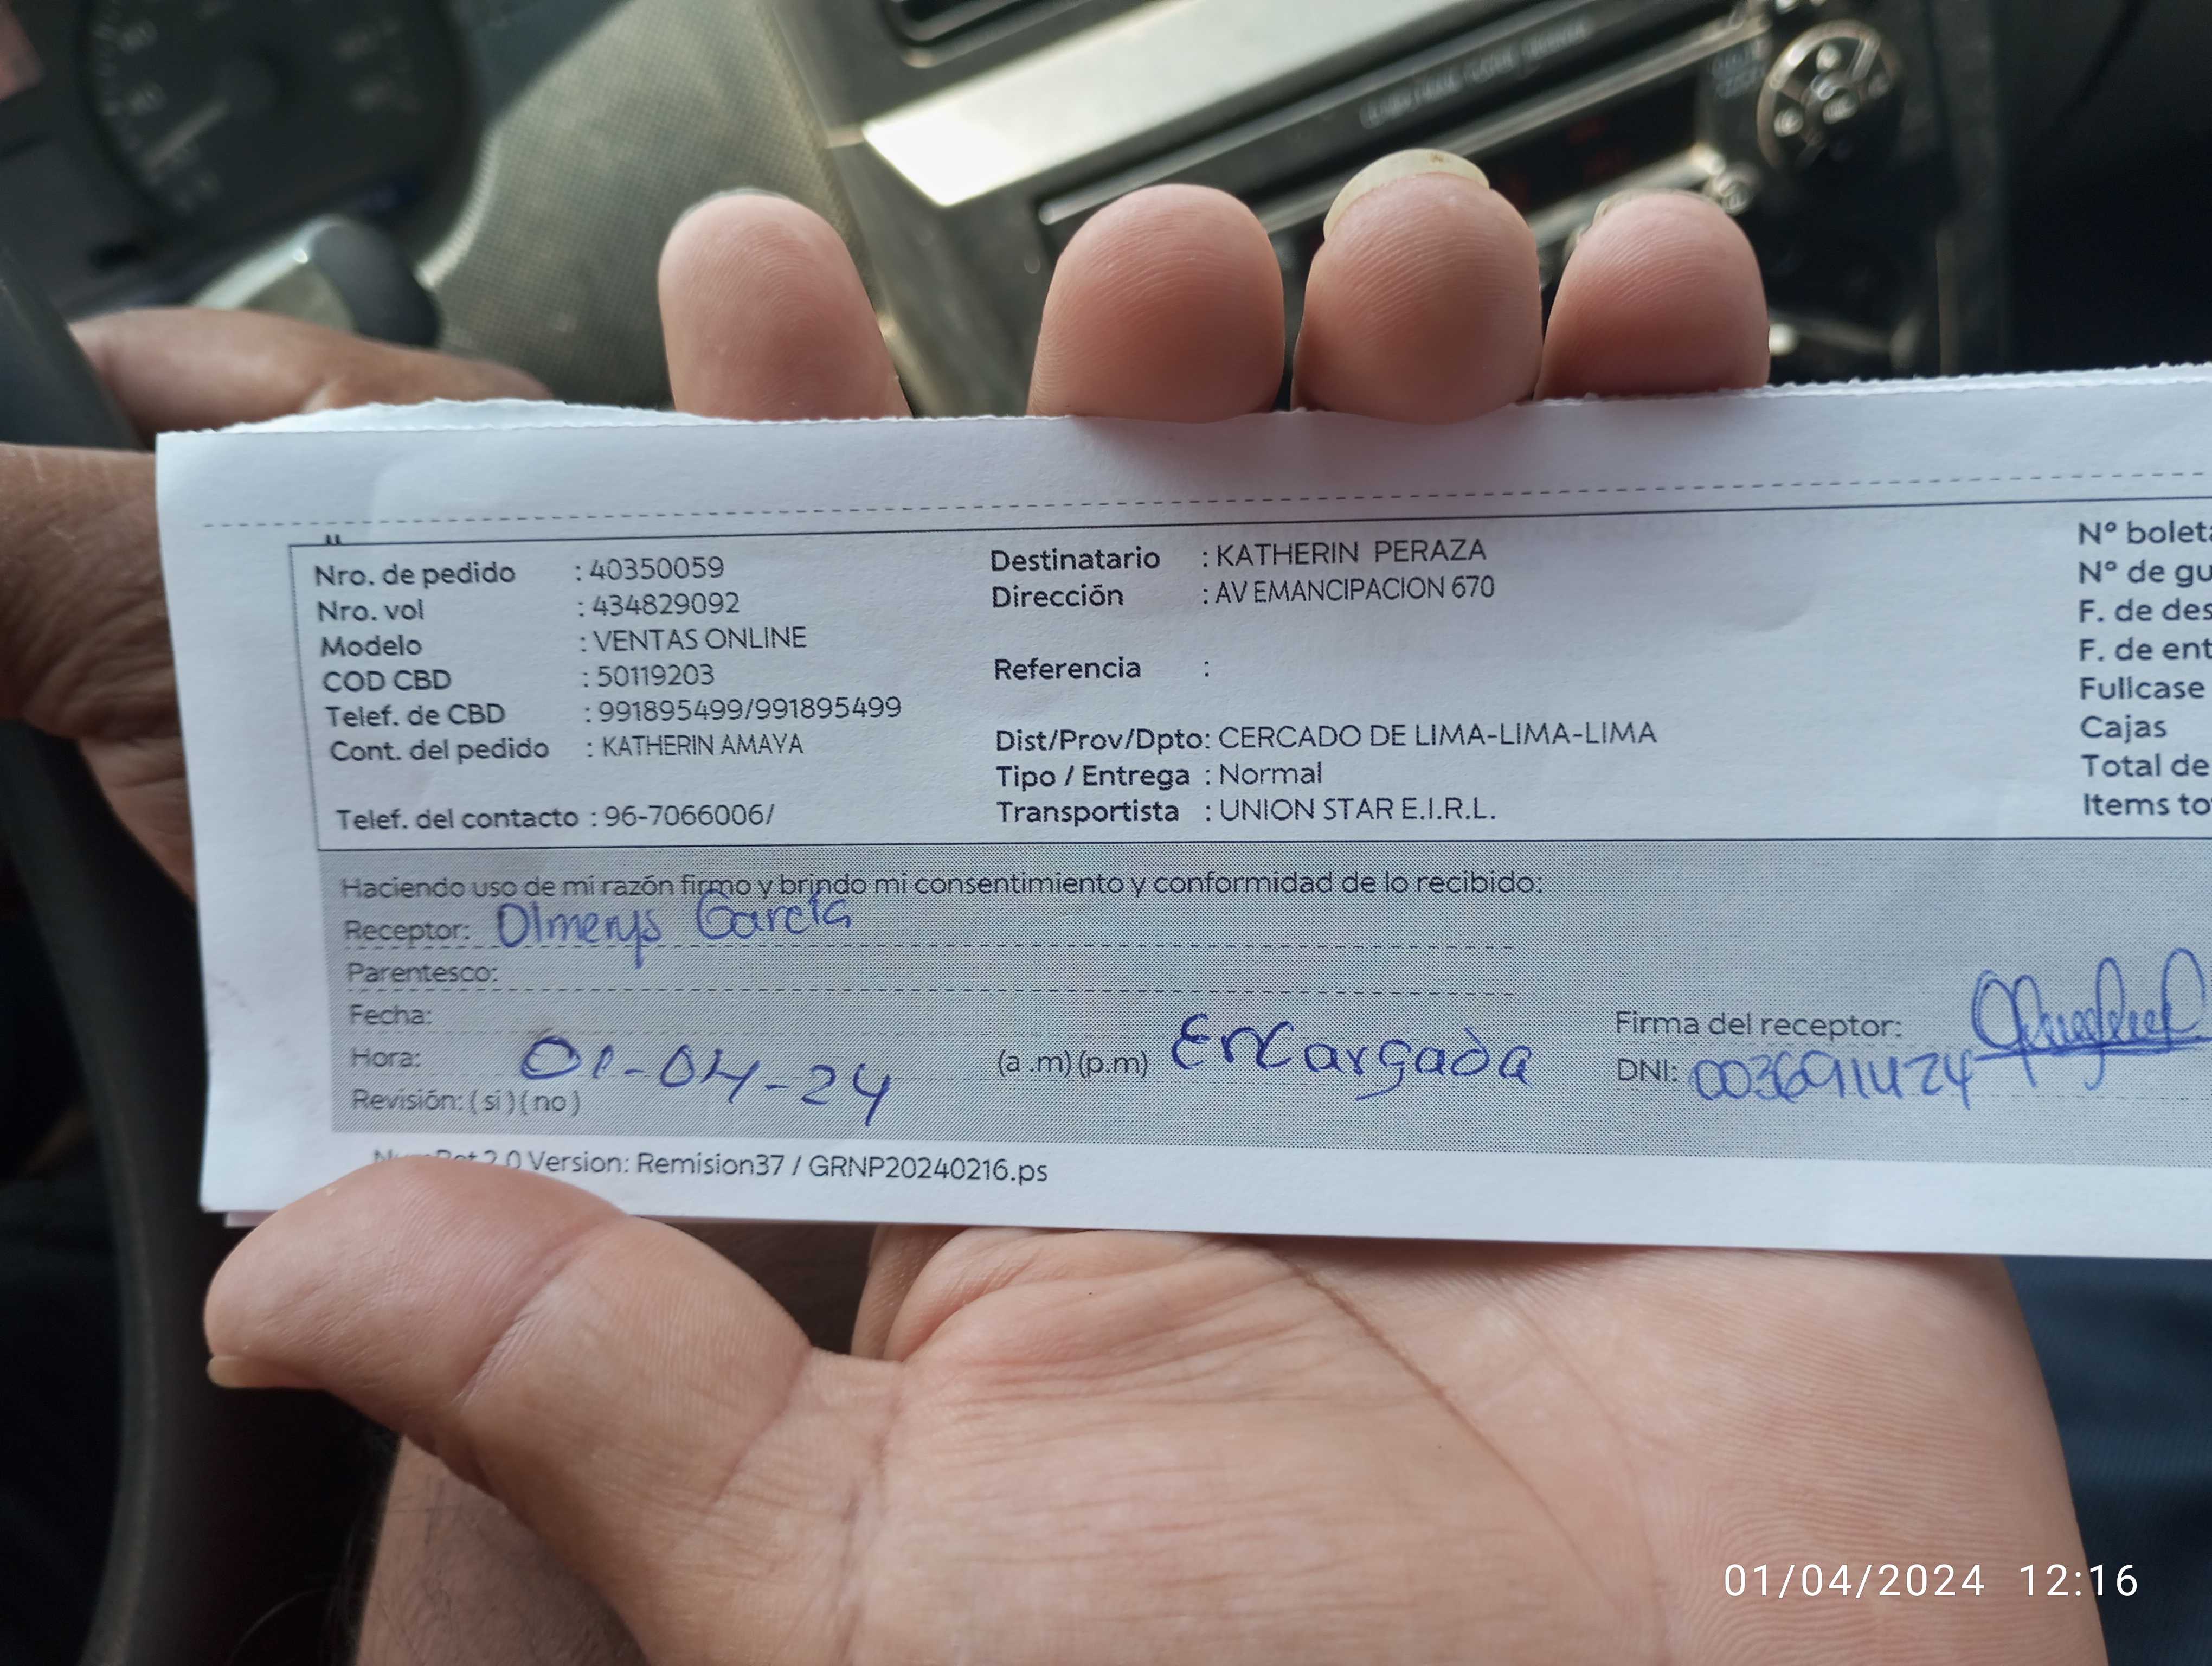 Nro. de pedido : 40350059
Nro. vol : 434829092
Modelo : VENTAS ONLINE
COD CBD : 50119203
Telef. de CBD : 991895499/991895499
Cont. del pedido : KATHERIN AMAYA
Telef. del contacto : 96-7066006/
Destinatario : KATHERIN PERAZA
Dirección : AV EMANCIPACION 670
Referencia :
Dist/Prov/Dpto: CERCADO DE LIMA-LIMA-LIMA
Tipo / Entrega : Normal
Transportista : UNION STAR E.I.R.L.
Nº bolet
Nº de gu
F. de des
F. de ent
Fullcase
Cajas
Total de
Items to
Haciendo uso de mi razón firmo y brindo mi consentimiento y conformidad de lo recibido:
Receptor: Olmerys García
Parentesco:
Fecha:
Hora: 01-04-24 (a .m) (p.m) Encargada
Revisión: ( si ) ( no )
Firma del receptor:
DNI: 003691424
2.0 Version: Remision37 / GRNP20240216.ps
01/04/2024 12:16